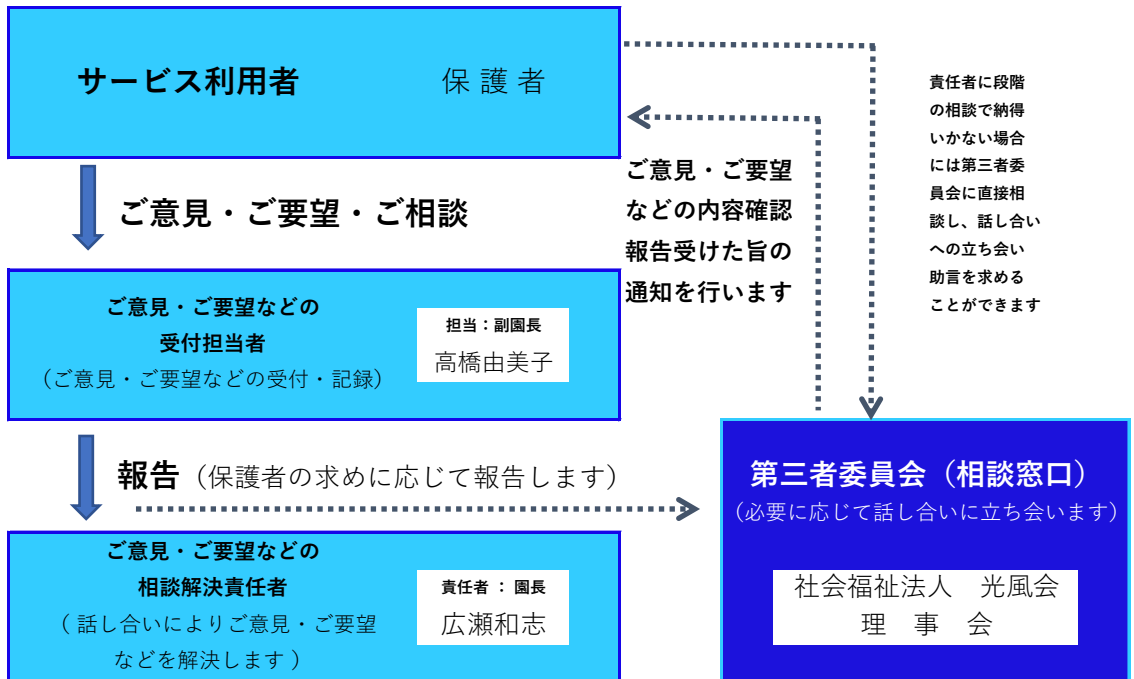 サービス利用者　　保 護 者
ご意見・ご要望・ご相談
ご意見・ご要望などの
受付担当者
（ご意見・ご要望などの受付・記録）
担当：副園長
高橋由美子
報告（保護者の求めに応じて報告します）
ご意見・ご要望などの
相談解決責任者
（ 話し合いによりご意見・ご要望
などを解決します ）
責任者 ： 園長
広瀬和志
ご意見・ご要望
などの内容確認
報告受けた旨の
通知を行います
責任者に段階
の相談で納得
いかない場合
には第三者委
員会に直接相
談し、話し合い
への立ち会い
助言を求める
ことができます
第三者委員会（相談窓口）
（必要に応じて話し合いに立ち会います）
社会福祉法人　光風会
理　事　会